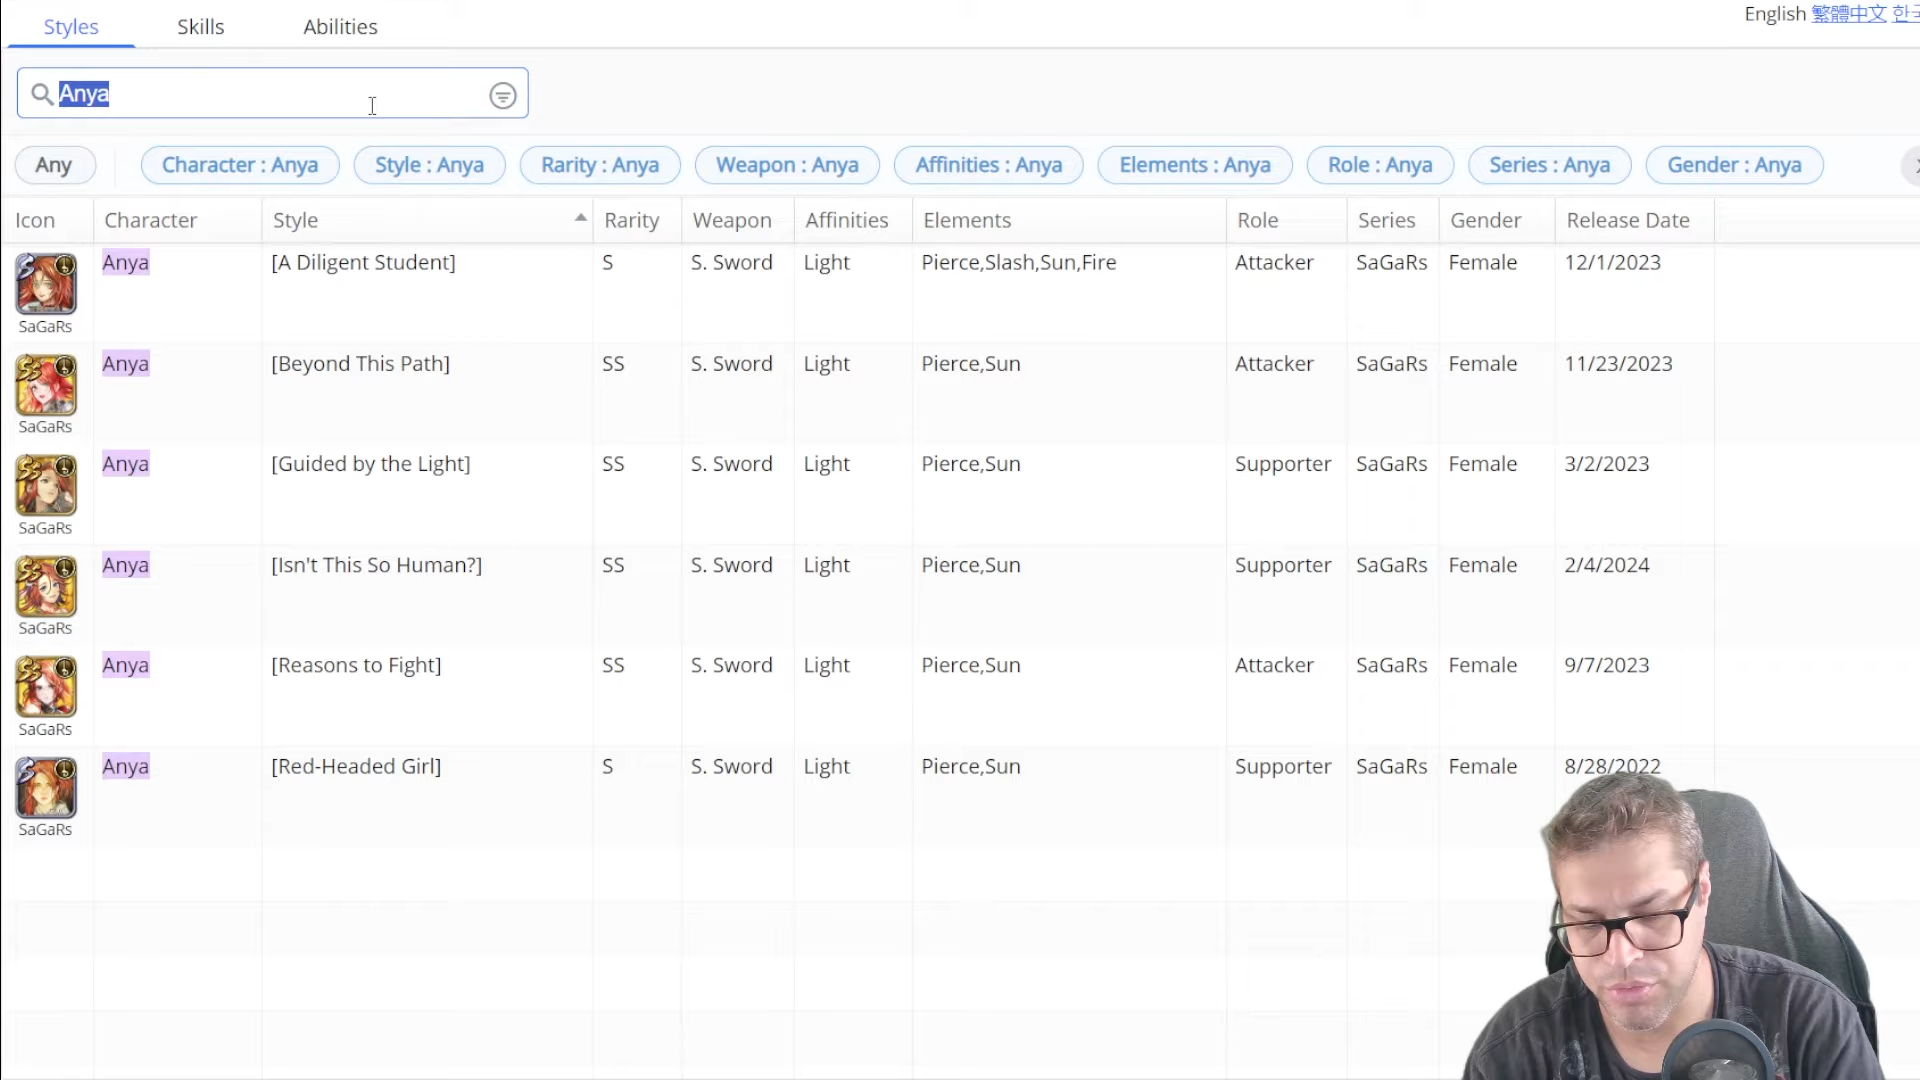 Styles Skills Abilities English 繁體中文
Anya
Any Character : Anya Style : Anya Rarity : Anya Weapon : Anya Affinities : Anya Elements : Anya Role : Anya Series : Anya Gender : Anya
Icon Character Style Rarity Weapon Affinities Elements Role Series Gender Release Date
Anya [A Diligent Student] S S. Sword Light Pierce,Slash,Sun,Fire Attacker SaGaRs Female 12/1/2023
S
SaGaRs
Anya [Beyond This Path] SS S. Sword Light Pierce,Sun Attacker SaGaRs Female 11/23/2023
SS
SaGaRs
Anya [Guided by the Light] SS S. Sword Light Pierce,Sun Supporter SaGaRs Female 3/2/2023
SS
SaGaRs
Anya [Isn't This So Human?] SS S. Sword Light Pierce,Sun Supporter SaGaRs Female 2/4/2024
SS
SaGaRs
Anya [Reasons to Fight] SS S. Sword Light Pierce,Sun Attacker SaGaRs Female 9/7/2023
SS
SaGaRs
Anya [Red-Headed Girl] S S. Sword Light Pierce,Sun Supporter SaGaRs Female 8/28/2022
S
SaGaRs